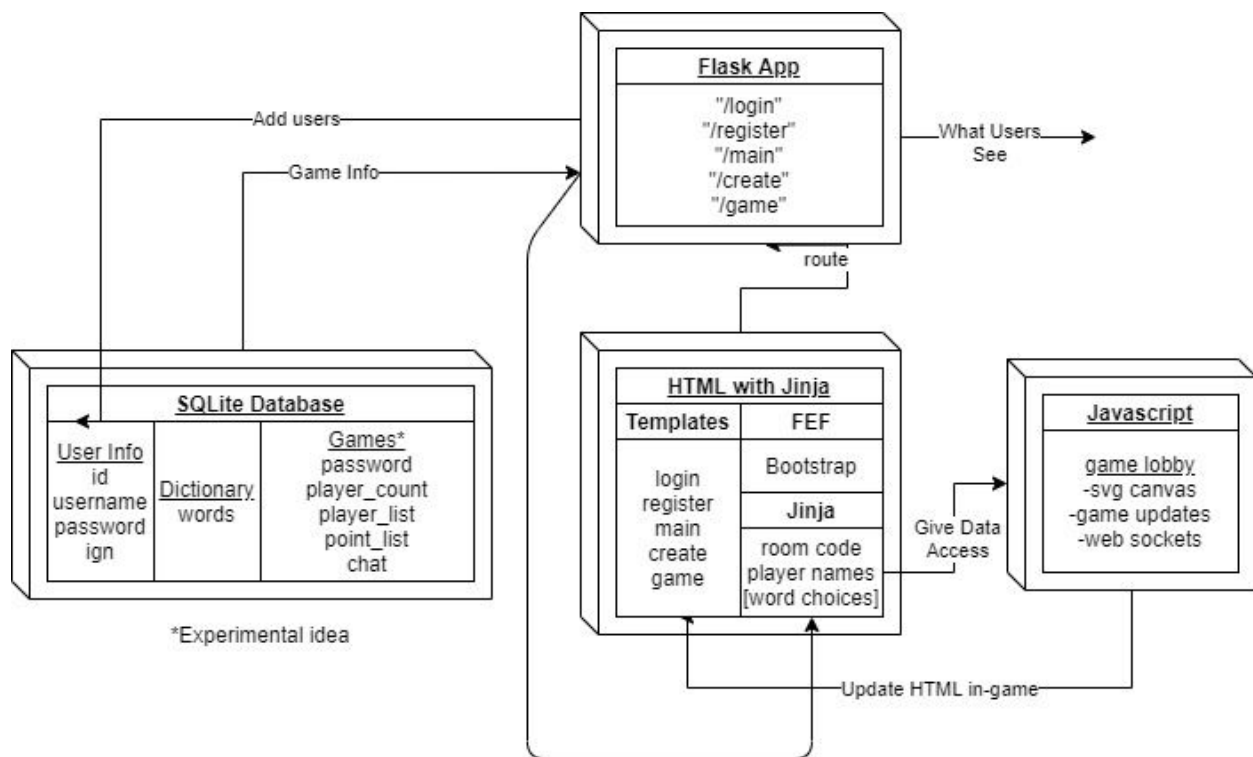 Flask App
"/login"
"/register"
"/main"
"/create"
"/game"
Add users
Game Info
What Users
See
route
SQLite Database
User Info
id
username
password
ign
Dictionary
words
Games*
password
player_count
player_list
point_list
chat
*Experimental idea
HTML with Jinja
Templates
login
register
main
create
game
FEF
Bootstrap
Jinja
room code
player names
[word choices]
Give Data
Access
Javascript
game lobby
-svg canvas
-game updates
-web sockets
Update HTML in-game